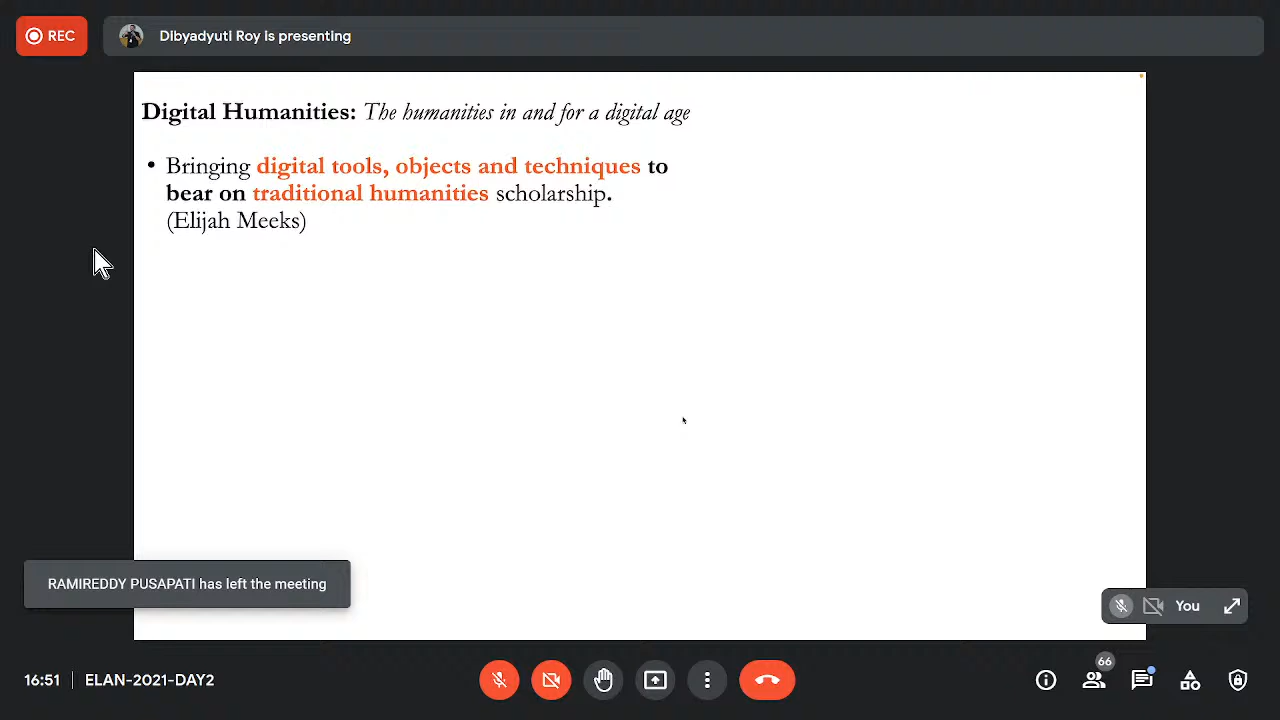 REC
Dibyadyuti Roy is presenting
Digital Humanities: The humanities in and for a digital age
• Bringing digital tools, objects and techniques to
bear on traditional humanities scholarship.
(Elijah Meeks)
RAMIREDDY PUSAPATI has left the meeting
You
66
16:51 | ELAN-2021-DAY2